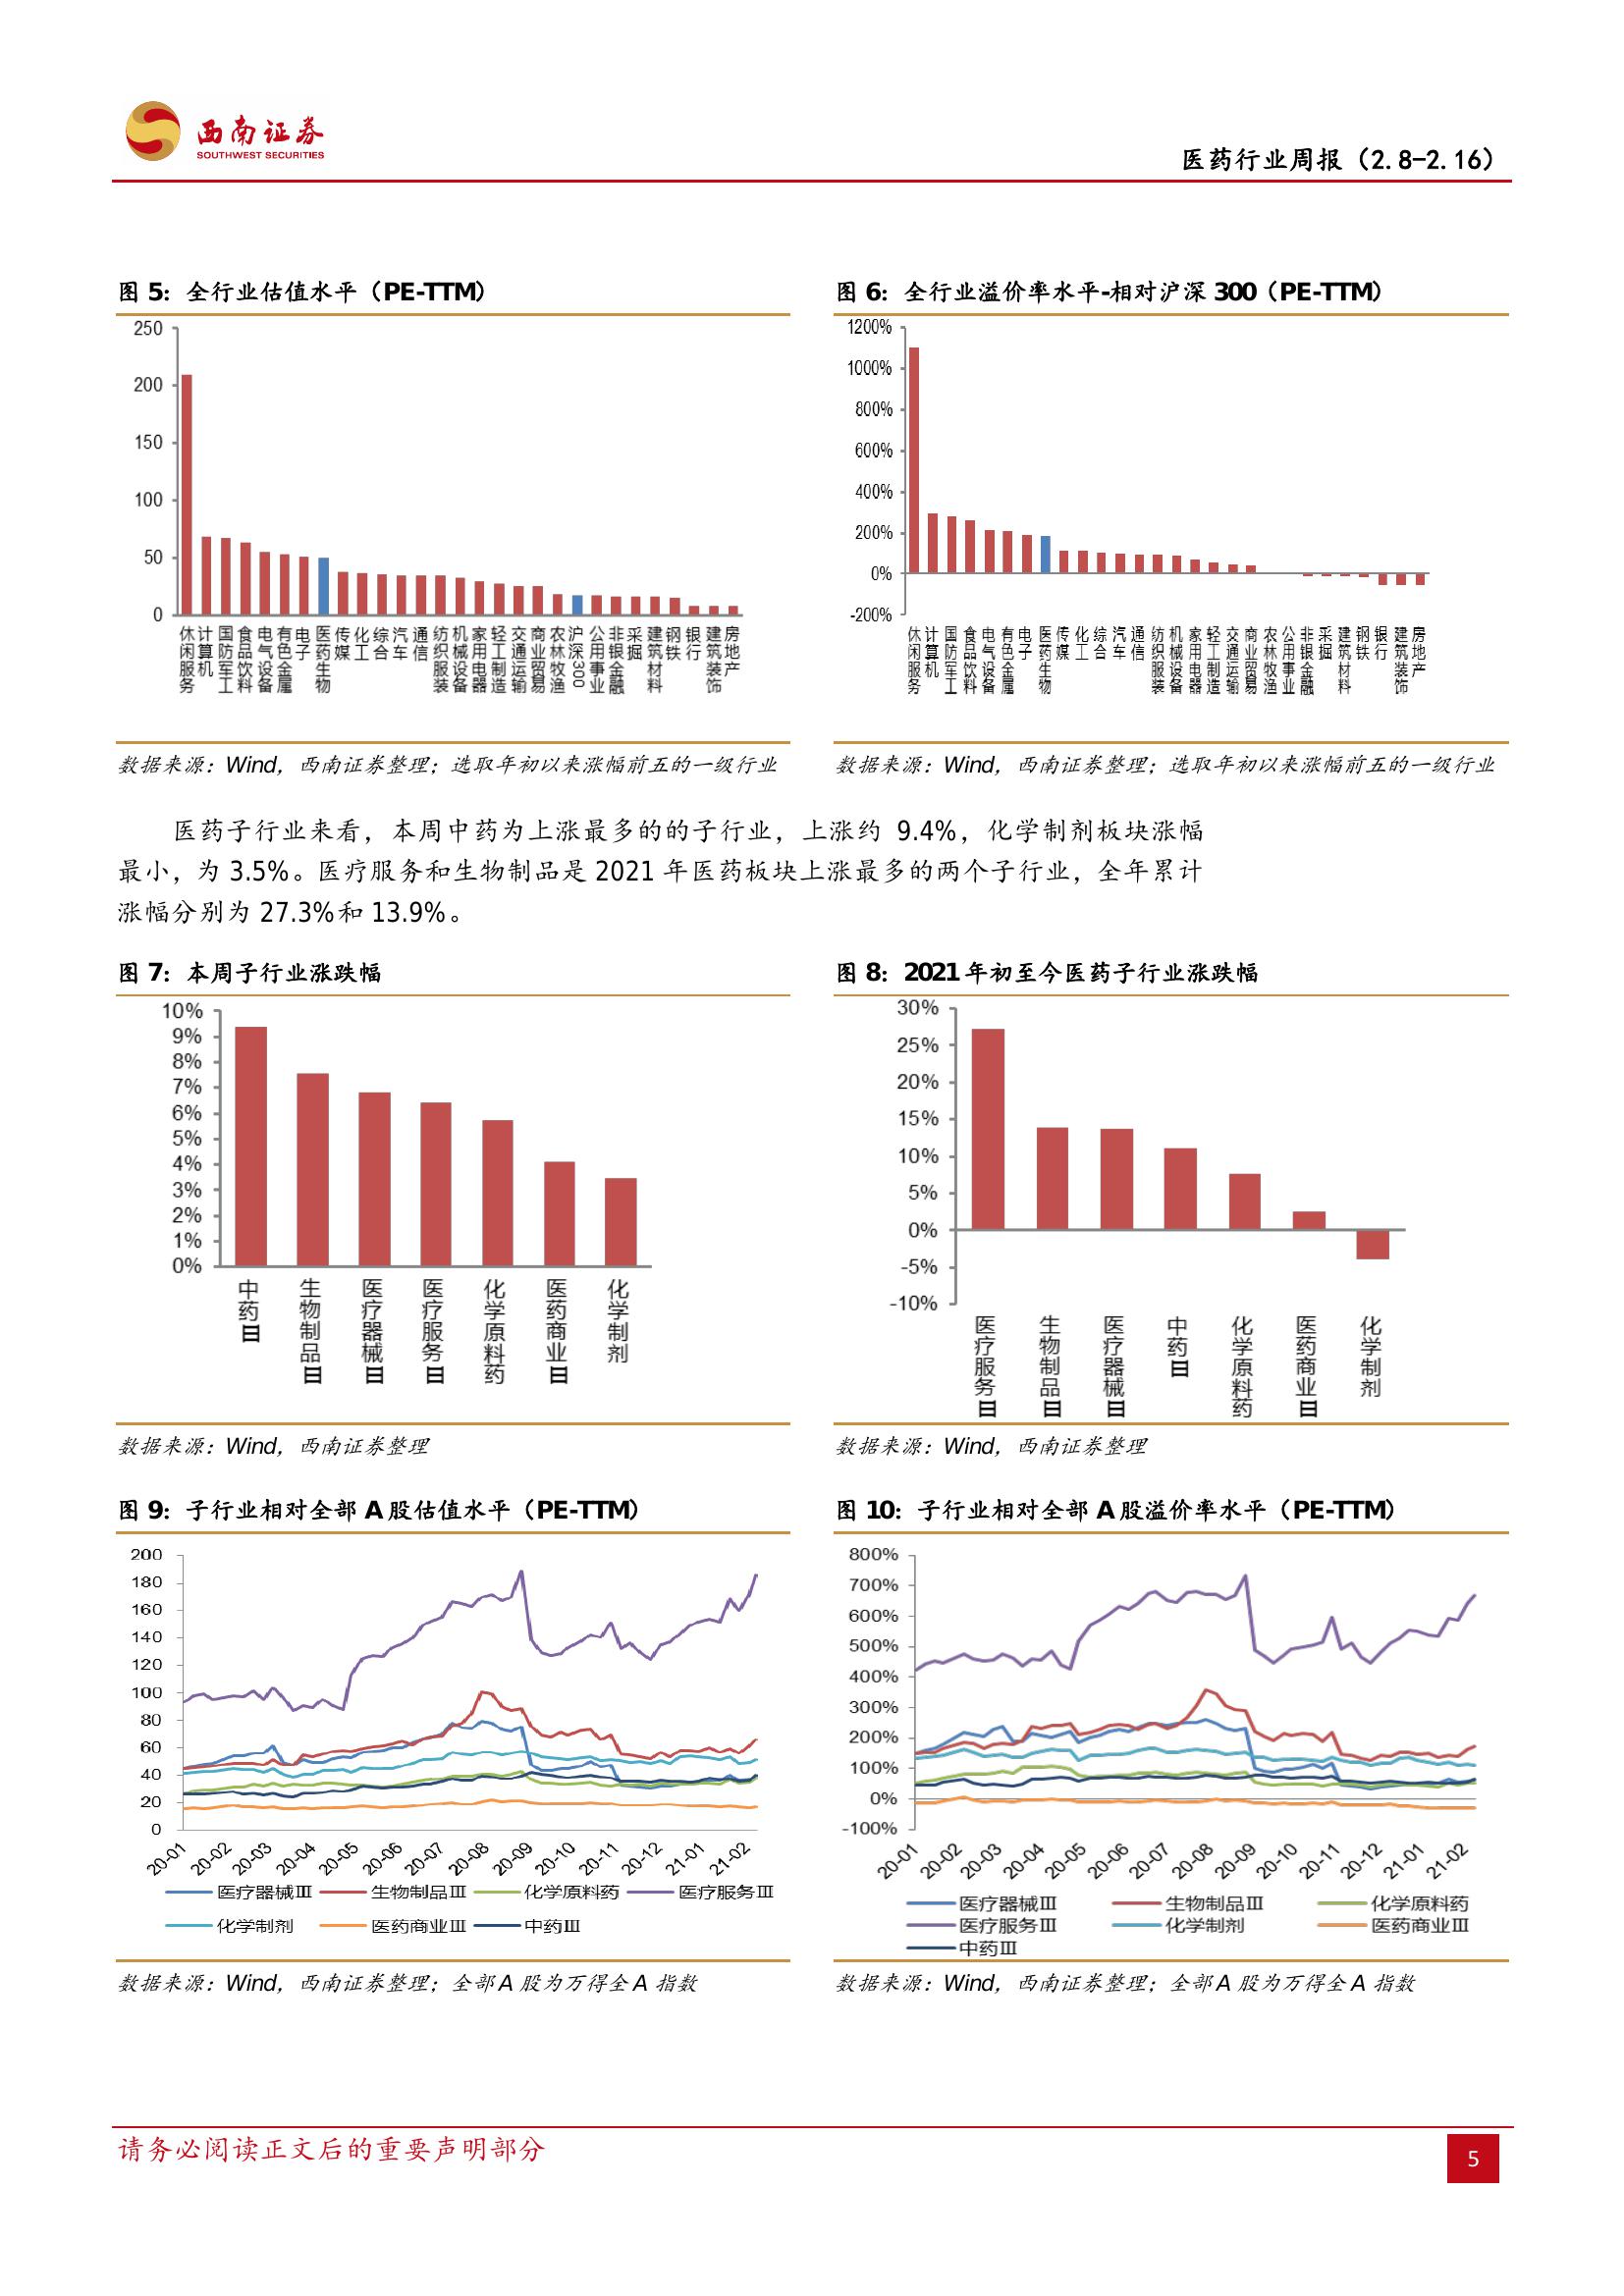 西南证券
SOUTHWEST SECURITIES
医药行业周报（2.8-2.16）
图 5：全行业估值水平（PE-TTM）
250
200
150
100
50
0
休闲服务 计算机 国防军工 食品饮料 电气设备 有色金属 电子 医药生物 传媒 化工 综合 汽车 通信 纺织服装 机械设备 家用电器 轻工制造 交通运输 商业贸易 农林牧渔 沪深300 公用事业 非银金融 采掘 建筑材料 钢铁 银行 建筑装饰 房地产
数据来源：Wind，西南证券整理；选取年初以来涨幅前五的一级行业
图 6：全行业溢价率水平-相对沪深 300（PE-TTM）
1200%
1000%
800%
600%
400%
200%
0%
-200%
休闲服务 计算机 国防军工 食品饮料 电气设备 有色金属 电子 医药生物 传媒 化工 综合 汽车 通信 纺织服装 机械设备 家用电器 轻工制造 交通运输 商业贸易 农林牧渔 公用事业 非银金融 采掘 建筑材料 钢铁 银行 建筑装饰 房地产
数据来源：Wind，西南证券整理；选取年初以来涨幅前五的一级行业
医药子行业来看，本周中药为上涨最多的的子行业，上涨约 9.4%，化学制剂板块涨幅
最小，为 3.5%。医疗服务和生物制品是 2021 年医药板块上涨最多的两个子行业，全年累计
涨幅分别为 27.3%和 13.9%。
图 7：本周子行业涨跌幅
10%
9%
8%
7%
6%
5%
4%
3%
2%
1%
0%
中药Ⅲ 生物制品Ⅲ 医疗器械Ⅲ 医疗服务Ⅲ 化学原料药 医药商业Ⅲ 化学制剂
数据来源：Wind，西南证券整理
图 8：2021 年初至今医药子行业涨跌幅
30%
25%
20%
15%
10%
5%
0%
-5%
-10%
医疗服务Ⅲ 生物制品Ⅲ 医疗器械Ⅲ 中药Ⅲ 化学原料药 医药商业Ⅲ 化学制剂
数据来源：Wind，西南证券整理
图 9：子行业相对全部 A 股估值水平（PE-TTM）
200
180
160
140
120
100
80
60
40
20
0
20-01 20-02 20-03 20-04 20-05 20-06 20-07 20-08 20-09 20-10 20-11 20-12 21-01 21-02
医疗器械Ⅲ 生物制品Ⅲ 化学原料药 医疗服务Ⅲ
化学制剂 医药商业Ⅲ 中药Ⅲ
数据来源：Wind，西南证券整理；全部 A 股为万得全 A 指数
图 10：子行业相对全部 A 股溢价率水平（PE-TTM）
800%
700%
600%
500%
400%
300%
200%
100%
0%
-100%
20-01 20-02 20-03 20-04 20-05 20-06 20-07 20-08 20-09 20-10 20-11 20-12 21-01 21-02
医疗器械Ⅲ 生物制品Ⅲ 化学原料药
医疗服务Ⅲ 化学制剂 医药商业Ⅲ
中药Ⅲ
数据来源：Wind，西南证券整理；全部 A 股为万得全 A 指数
请务必阅读正文后的重要声明部分
5